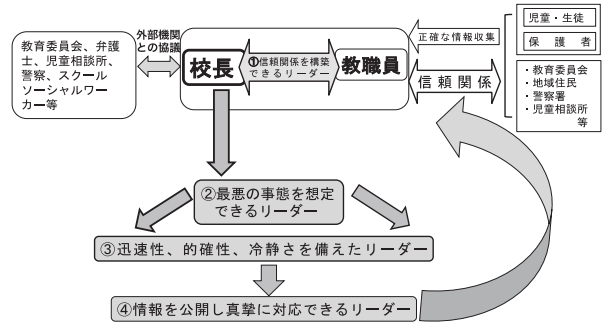 教育委員会、弁護
士、児童相談所、
警察、スクール
ソーシャルワー
カー等
外部機関
との協議
校長
①信頼関係を構築
できるリーダー
教職員
正確な情報収集
信頼関係
児童・生徒
保護者
・教育委員会
・地域住民
・警察署
・児童相談所
等
②最悪の事態を想定
できるリーダー
③迅速性、的確性、冷静さを備えたリーダー
④情報を公開し真摯に対応できるリーダー